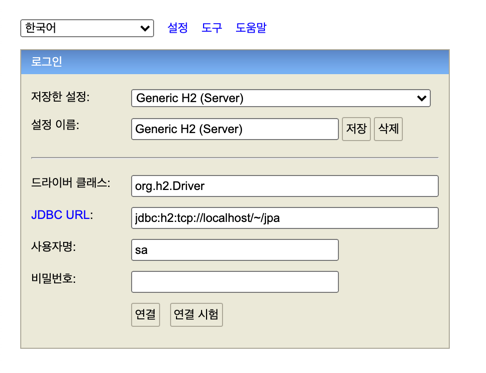 한국어 설정 도구 도움말
로그인
저장한 설정: Generic H2 (Server)
설정 이름: Generic H2 (Server) 저장 삭제
드라이버 클래스: org.h2.Driver
JDBC URL: jdbc:h2:tcp://localhost/~/jpa
사용자명: sa
비밀번호:
연결 연결 시험